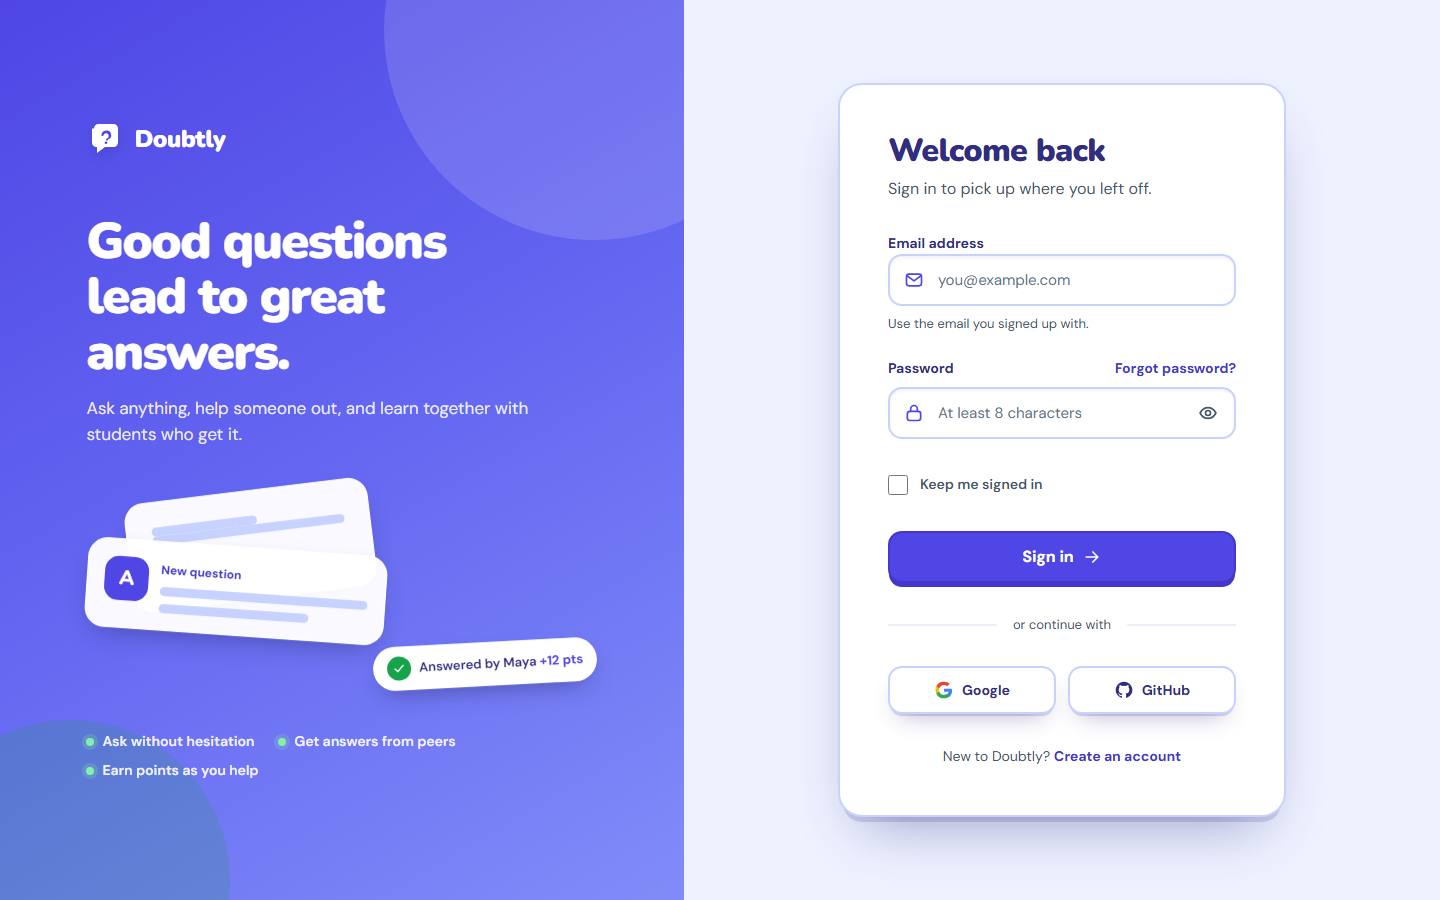 Doubtly
Good questions
lead to great
answers.
Ask anything, help someone out, and learn together with
students who get it.
A
New question
Answered by Maya +12 pts
Ask without hesitation
Get answers from peers
Earn points as you help
Welcome back
Sign in to pick up where you left off.
Email address
you@example.com
Use the email you signed up with.
Password
Forgot password?
At least 8 characters
Keep me signed in
Sign in →
or continue with
Google
GitHub
New to Doubtly? Create an account